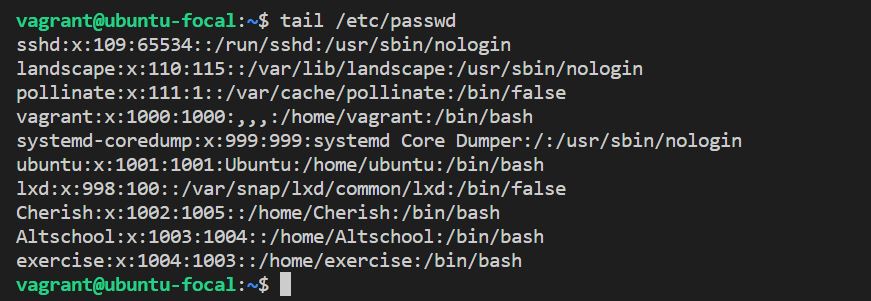 vagrant@ubuntu-focal:~$ tail /etc/passwd
sshd:x:109:65534::/run/sshd:/usr/sbin/nologin
landscape:x:110:115::/var/lib/landscape:/usr/sbin/nologin
pollinate:x:111:1::/var/cache/pollinate:/bin/false
vagrant:x:1000:1000:,,,:/home/vagrant:/bin/bash
systemd-coredump:x:999:999:systemd Core Dumper:/:/usr/sbin/nologin
ubuntu:x:1001:1001:Ubuntu:/home/ubuntu:/bin/bash
lxd:x:998:100::/var/snap/lxd/common/lxd:/bin/false
Cherish:x:1002:1005::/home/Cherish:/bin/bash
Altschool:x:1003:1004::/home/Altschool:/bin/bash
exercise:x:1004:1003::/home/exercise:/bin/bash
vagrant@ubuntu-focal:~$